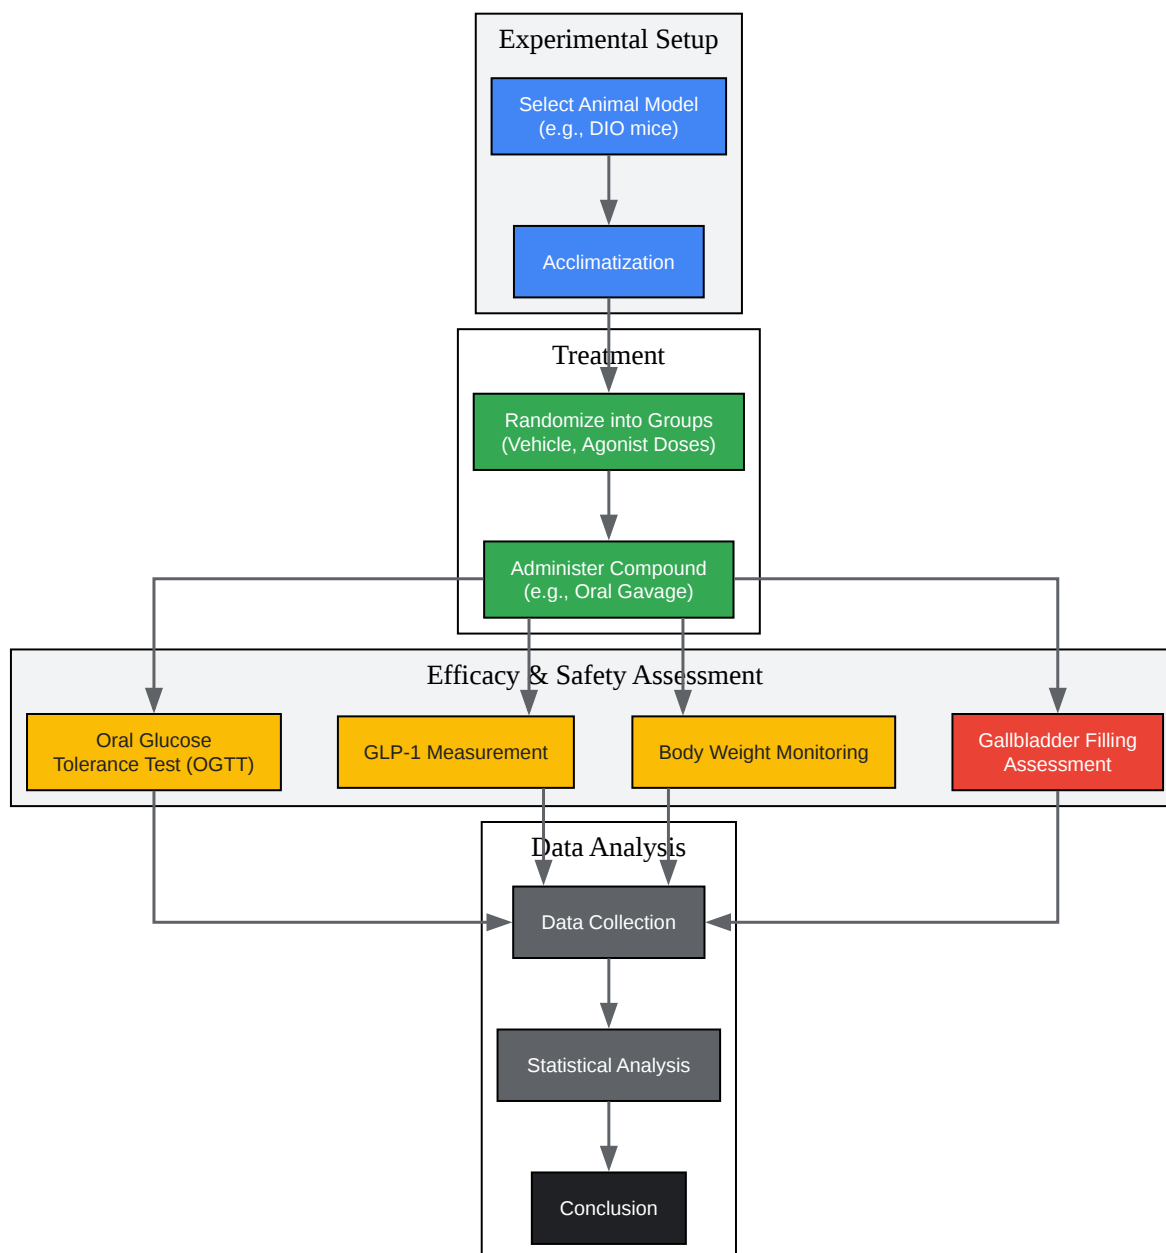 Experimental Setup
Select Animal Model
(e.g., DIO mice)
Acclimatization
Treatment
Randomize into Groups
(Vehicle, Agonist Doses)
Administer Compound
(e.g., Oral Gavage)
Efficacy & Safety Assessment
Oral Glucose
Tolerance Test (OGTT)
GLP-1 Measurement
Body Weight Monitoring
Gallbladder Filling
Assessment
Data Analysis
Data Collection
Statistical Analysis
Conclusion